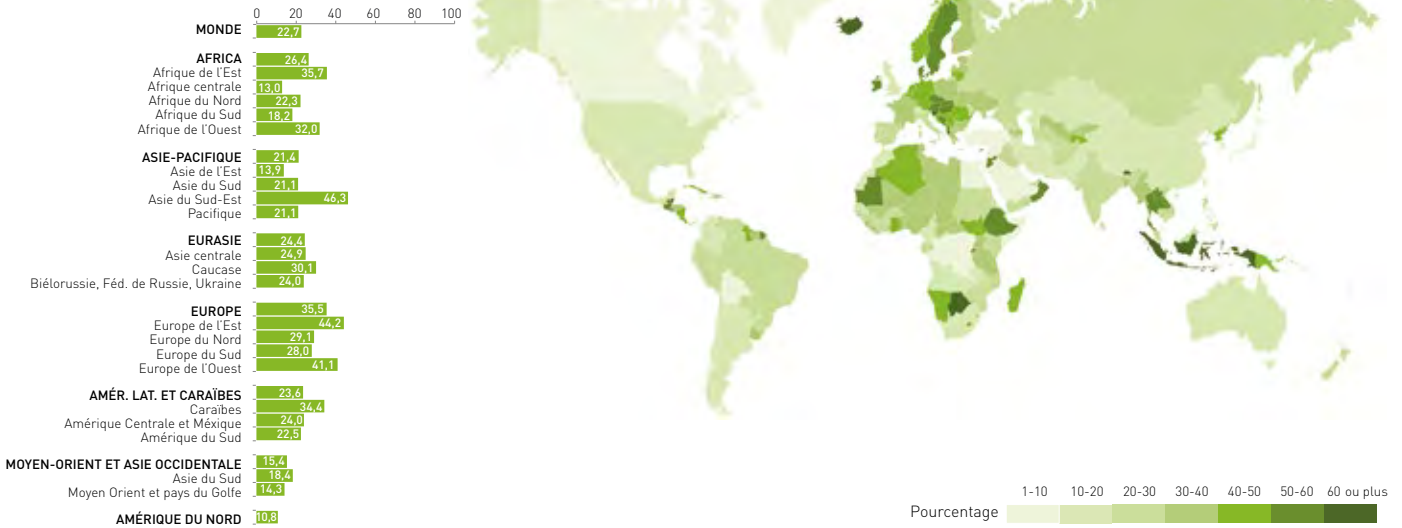 0 20 40 60 80 100
MONDE 22,7
AFRICA 26,4
Afrique de l'Est 35,7
Afrique centrale 13,0
Afrique du Nord 22,3
Afrique du Sud 18,2
Afrique de l'Ouest 32,0
ASIE-PACIFIQUE 21,4
Asie de l'Est 13,9
Asie du Sud 21,1
Asie du Sud-Est 46,3
Pacifique 21,1
EURASIE 24,4
Asie centrale 24,9
Caucase 30,1
Biélorussie, Féd. de Russie, Ukraine 24,0
EUROPE 35,5
Europe de l'Est 44,2
Europe du Nord 29,1
Europe du Sud 28,0
Europe de l'Ouest 41,1
AMÉR. LAT. ET CARAÏBES 23,6
Caraïbes 34,4
Amérique Centrale et Méxique 24,0
Amérique du Sud 22,5
MOYEN-ORIENT ET ASIE OCCIDENTALE 15,4
Asie du Sud 18,4
Moyen Orient et pays du Golfe 14,3
AMÉRIQUE DU NORD 10,8
1-10 10-20 20-30 30-40 40-50 50-60 60 ou plus
Pourcentage